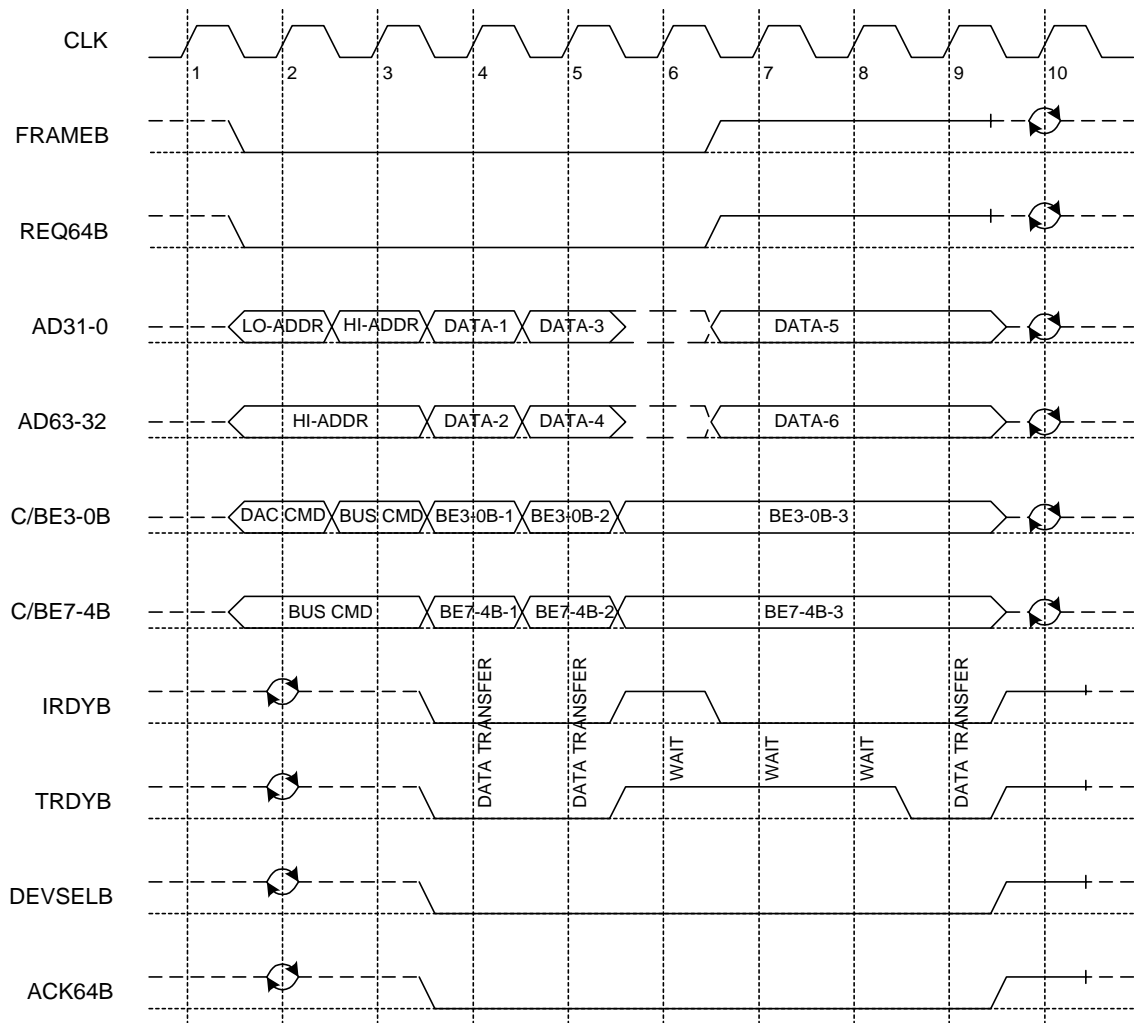 CLK
1 2 3 4 5 6 7 8 9 10
FRAMEB
REQ64B
AD31-0 LO-ADDR HI-ADDR DATA-1 DATA-3 DATA-5
AD63-32 HI-ADDR DATA-2 DATA-4 DATA-6
C/BE3-0B DAC CMD BUS CMD BE3-0B-1 BE3-0B-2 BE3-0B-3
C/BE7-4B BUS CMD BE7-4B-1 BE7-4B-2 BE7-4B-3
IRDYB
DATA TRANSFER
DATA TRANSFER
WAIT
WAIT
WAIT
DATA TRANSFER
TRDYB
DEVSELB
ACK64B